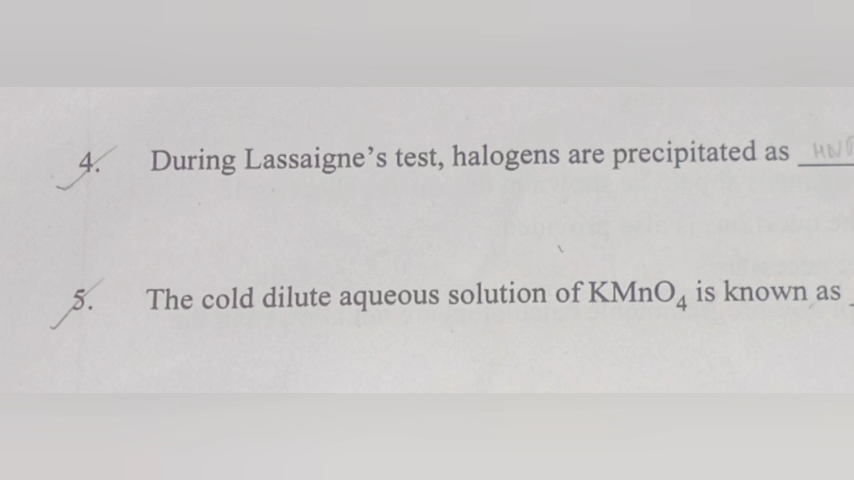 4. During Lassaigne's test, halogens are precipitated as
5. The cold dilute aqueous solution of KMnO₄ is known as